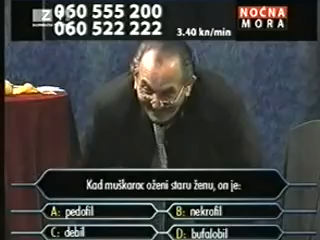 060 555 200
060 522 222
3.40 kn/min
NOĆNA
MORA
Kad muškarac oženi staru ženu, on je:
A: pedofil
B: nekrofil
C: debil
D: bufalobil